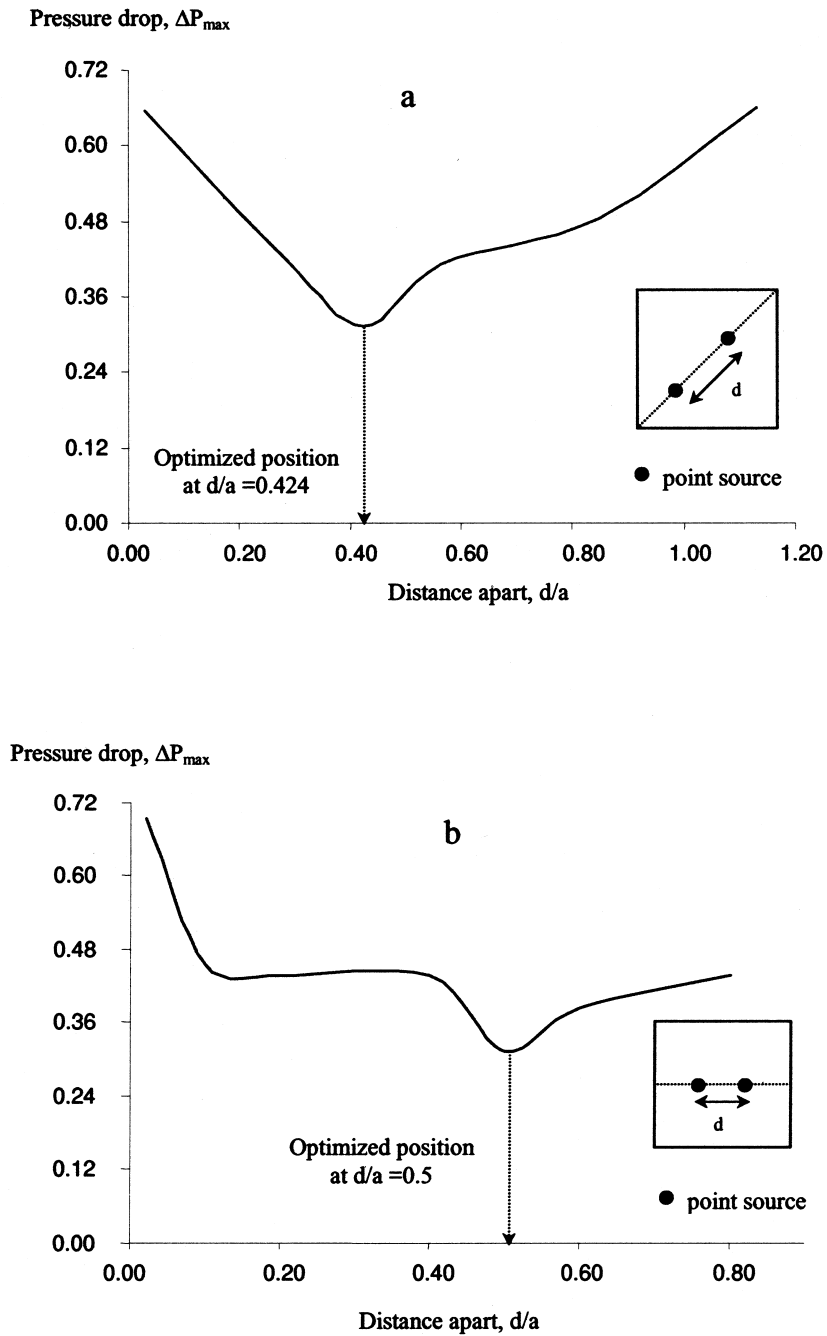 Pressure drop, ΔPmax
0.72
a
0.60
0.48
0.36
0.24
d
0.12
Optimized position
at d/a =0.424
point source
0.00
0.00 0.20 0.40 0.60 0.80 1.00 1.20
Distance apart, d/a
Pressure drop, ΔPmax
0.72
b
0.60
0.48
0.36
0.24
d
Optimized position
at d/a =0.5
0.12
point source
0.00
0.00 0.20 0.40 0.60 0.80
Distance apart, d/a